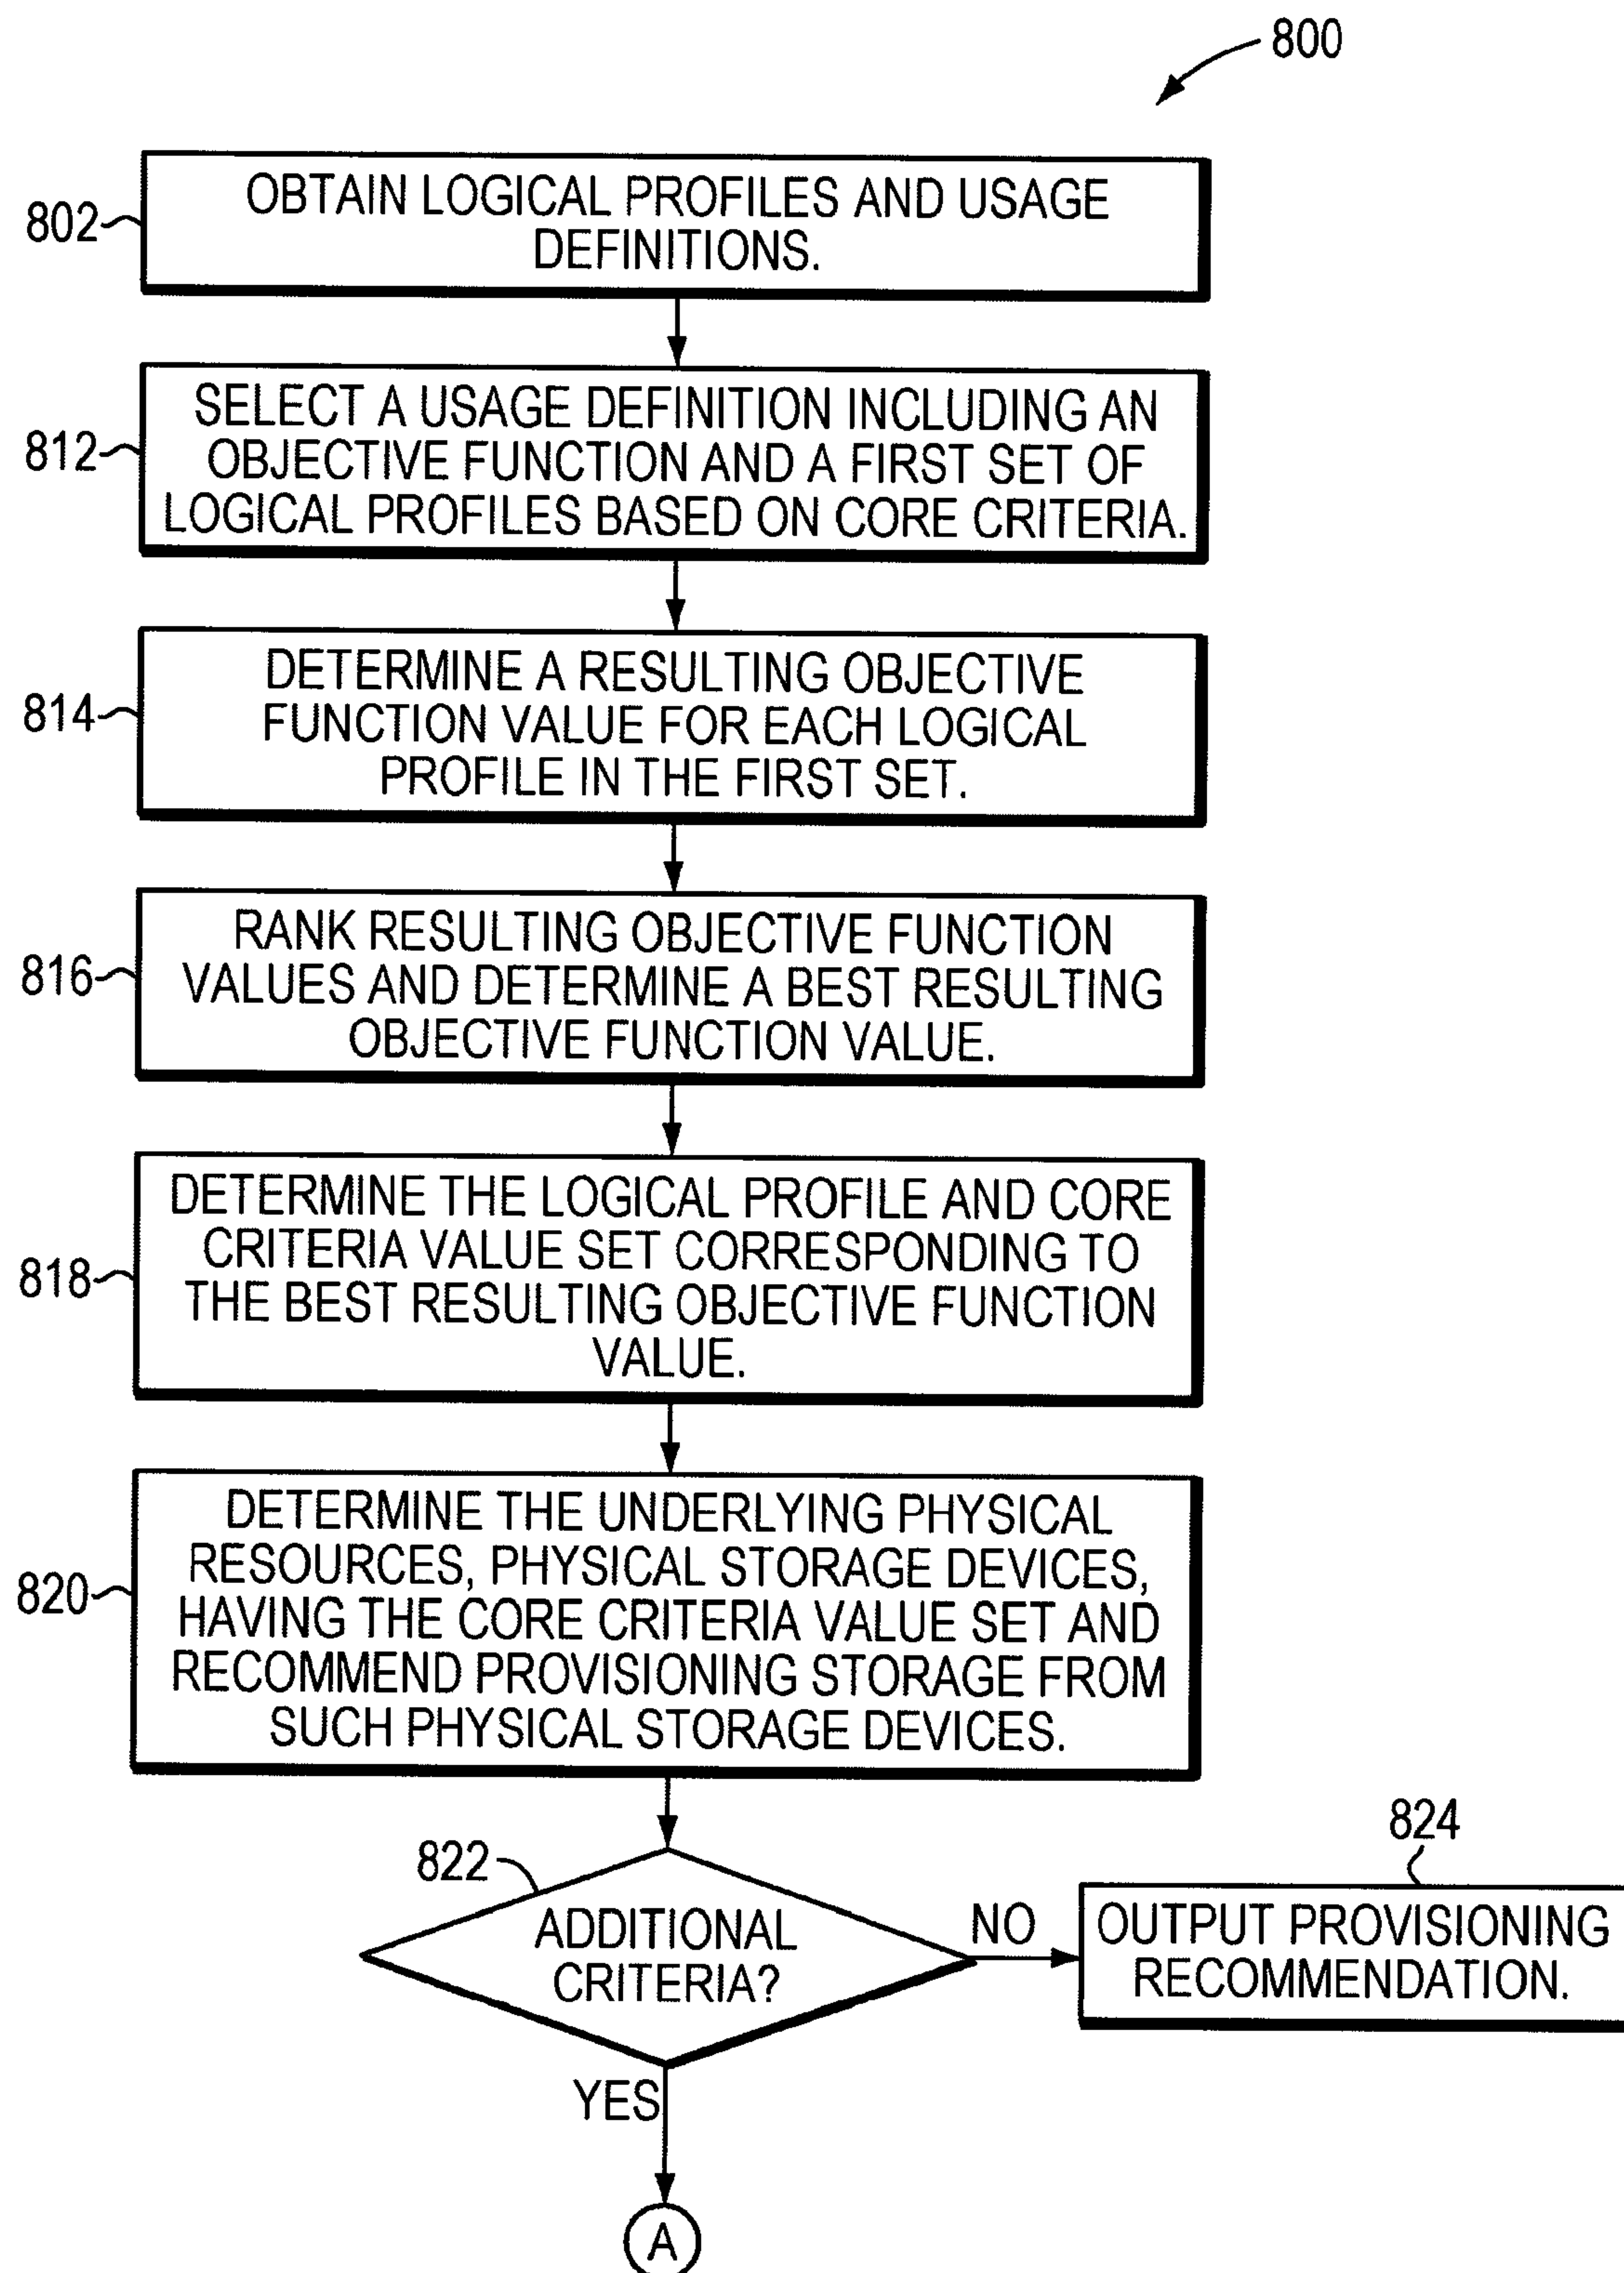 800
802
OBTAIN LOGICAL PROFILES AND USAGE
DEFINITIONS.
812
SELECT A USAGE DEFINITION INCLUDING AN
OBJECTIVE FUNCTION AND A FIRST SET OF
LOGICAL PROFILES BASED ON CORE CRITERIA.
814
DETERMINE A RESULTING OBJECTIVE
FUNCTION VALUE FOR EACH LOGICAL
PROFILE IN THE FIRST SET.
816
RANK RESULTING OBJECTIVE FUNCTION
VALUES AND DETERMINE A BEST RESULTING
OBJECTIVE FUNCTION VALUE.
818
DETERMINE THE LOGICAL PROFILE AND CORE
CRITERIA VALUE SET CORRESPONDING TO
THE BEST RESULTING OBJECTIVE FUNCTION
VALUE.
820
DETERMINE THE UNDERLYING PHYSICAL
RESOURCES, PHYSICAL STORAGE DEVICES,
HAVING THE CORE CRITERIA VALUE SET AND
RECOMMEND PROVISIONING STORAGE FROM
SUCH PHYSICAL STORAGE DEVICES.
822
ADDITIONAL
CRITERIA?
NO
824
OUTPUT PROVISIONING
RECOMMENDATION.
YES
A